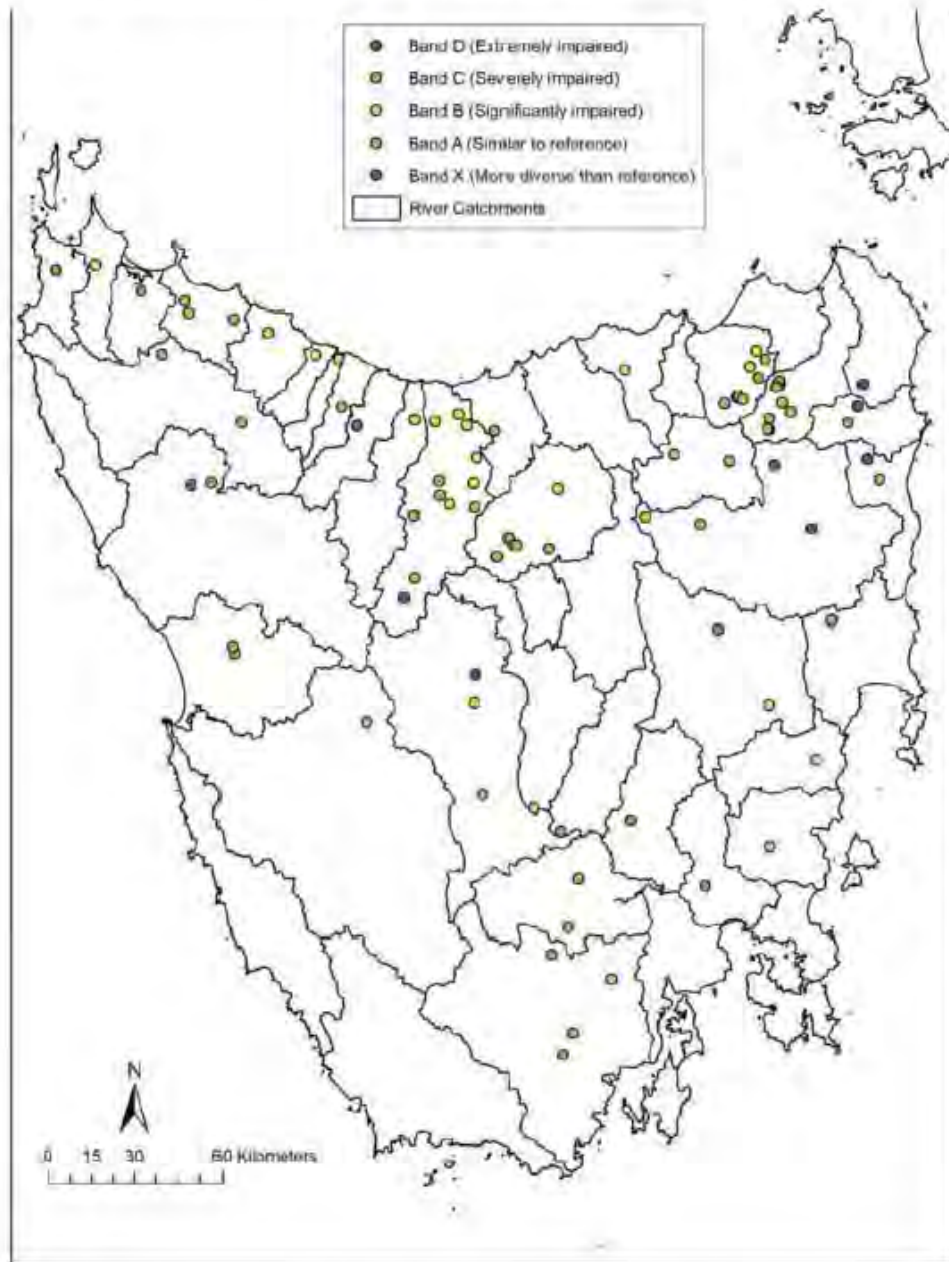 Band D (Extremely impaired)
Band C (Severely impaired)
Band B (Significantly impaired)
Band A (Similar to reference)
Band X (More diverse than reference)
River Catchments
N
0 15 30 60 Kilometers